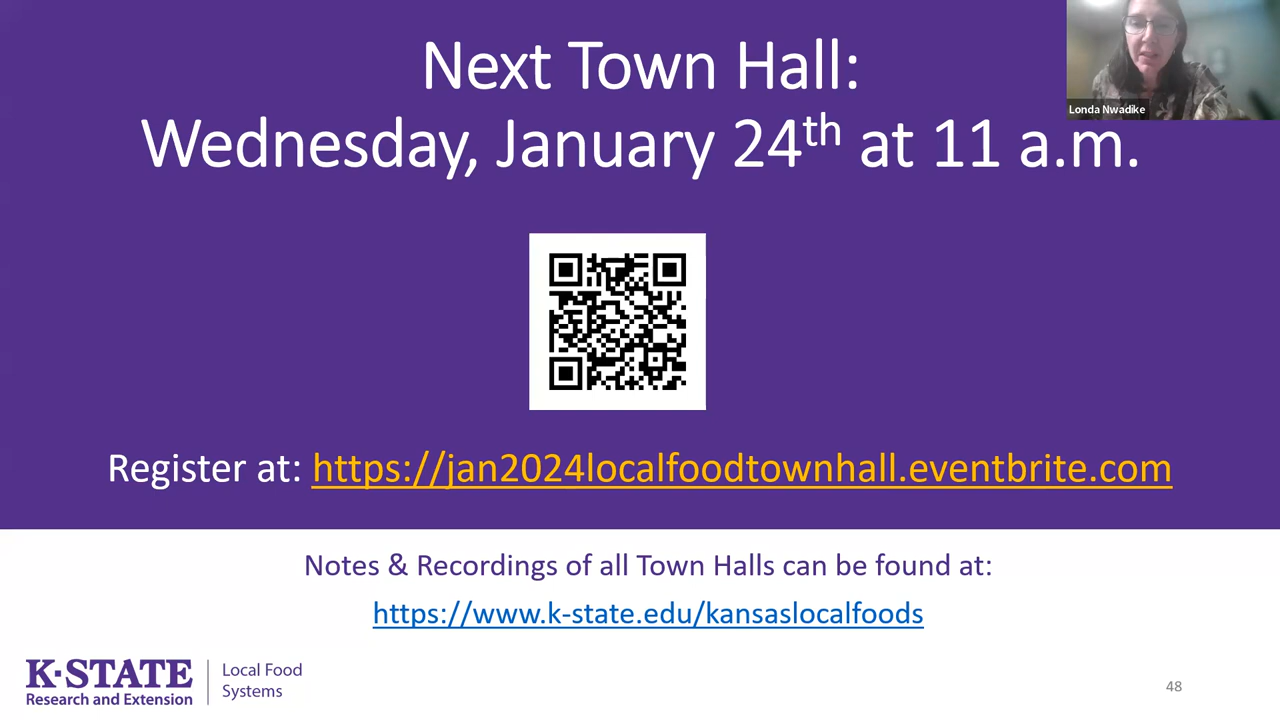 Next Town Hall:
Wednesday, January 24th at 11 a.m.
Londa Nwadike
Register at: https://jan2024localfoodtownhall.eventbrite.com
Notes & Recordings of all Town Halls can be found at:
https://www.k-state.edu/kansaslocalfoods
K·STATE
Research and Extension
Local Food
Systems
48